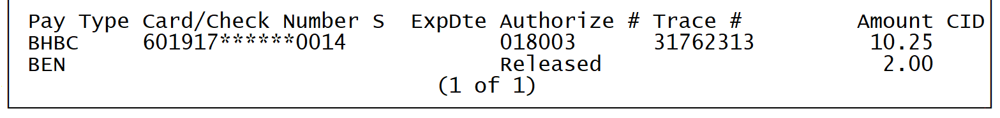 Pay Type Card/Check Number S  ExpDte Authorize # Trace #         Amount CID
BHBC     601917******0014            018003      31762313         10.25
BEN                                  Released                      2.00
(1 of 1)